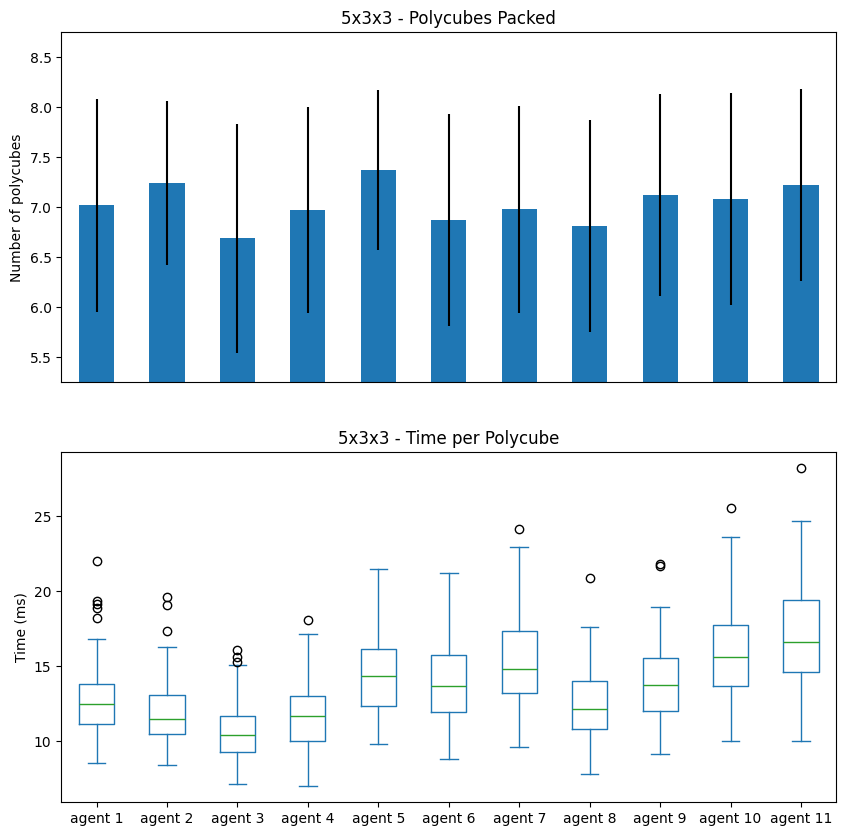 5x3x3 - Polycubes Packed
Number of polycubes
8.5
8.0
7.5
7.0
6.5
6.0
5.5
5x3x3 - Time per Polycube
Time (ms)
25
20
15
10
agent 1 agent 2 agent 3 agent 4 agent 5 agent 6 agent 7 agent 8 agent 9 agent 10 agent 11